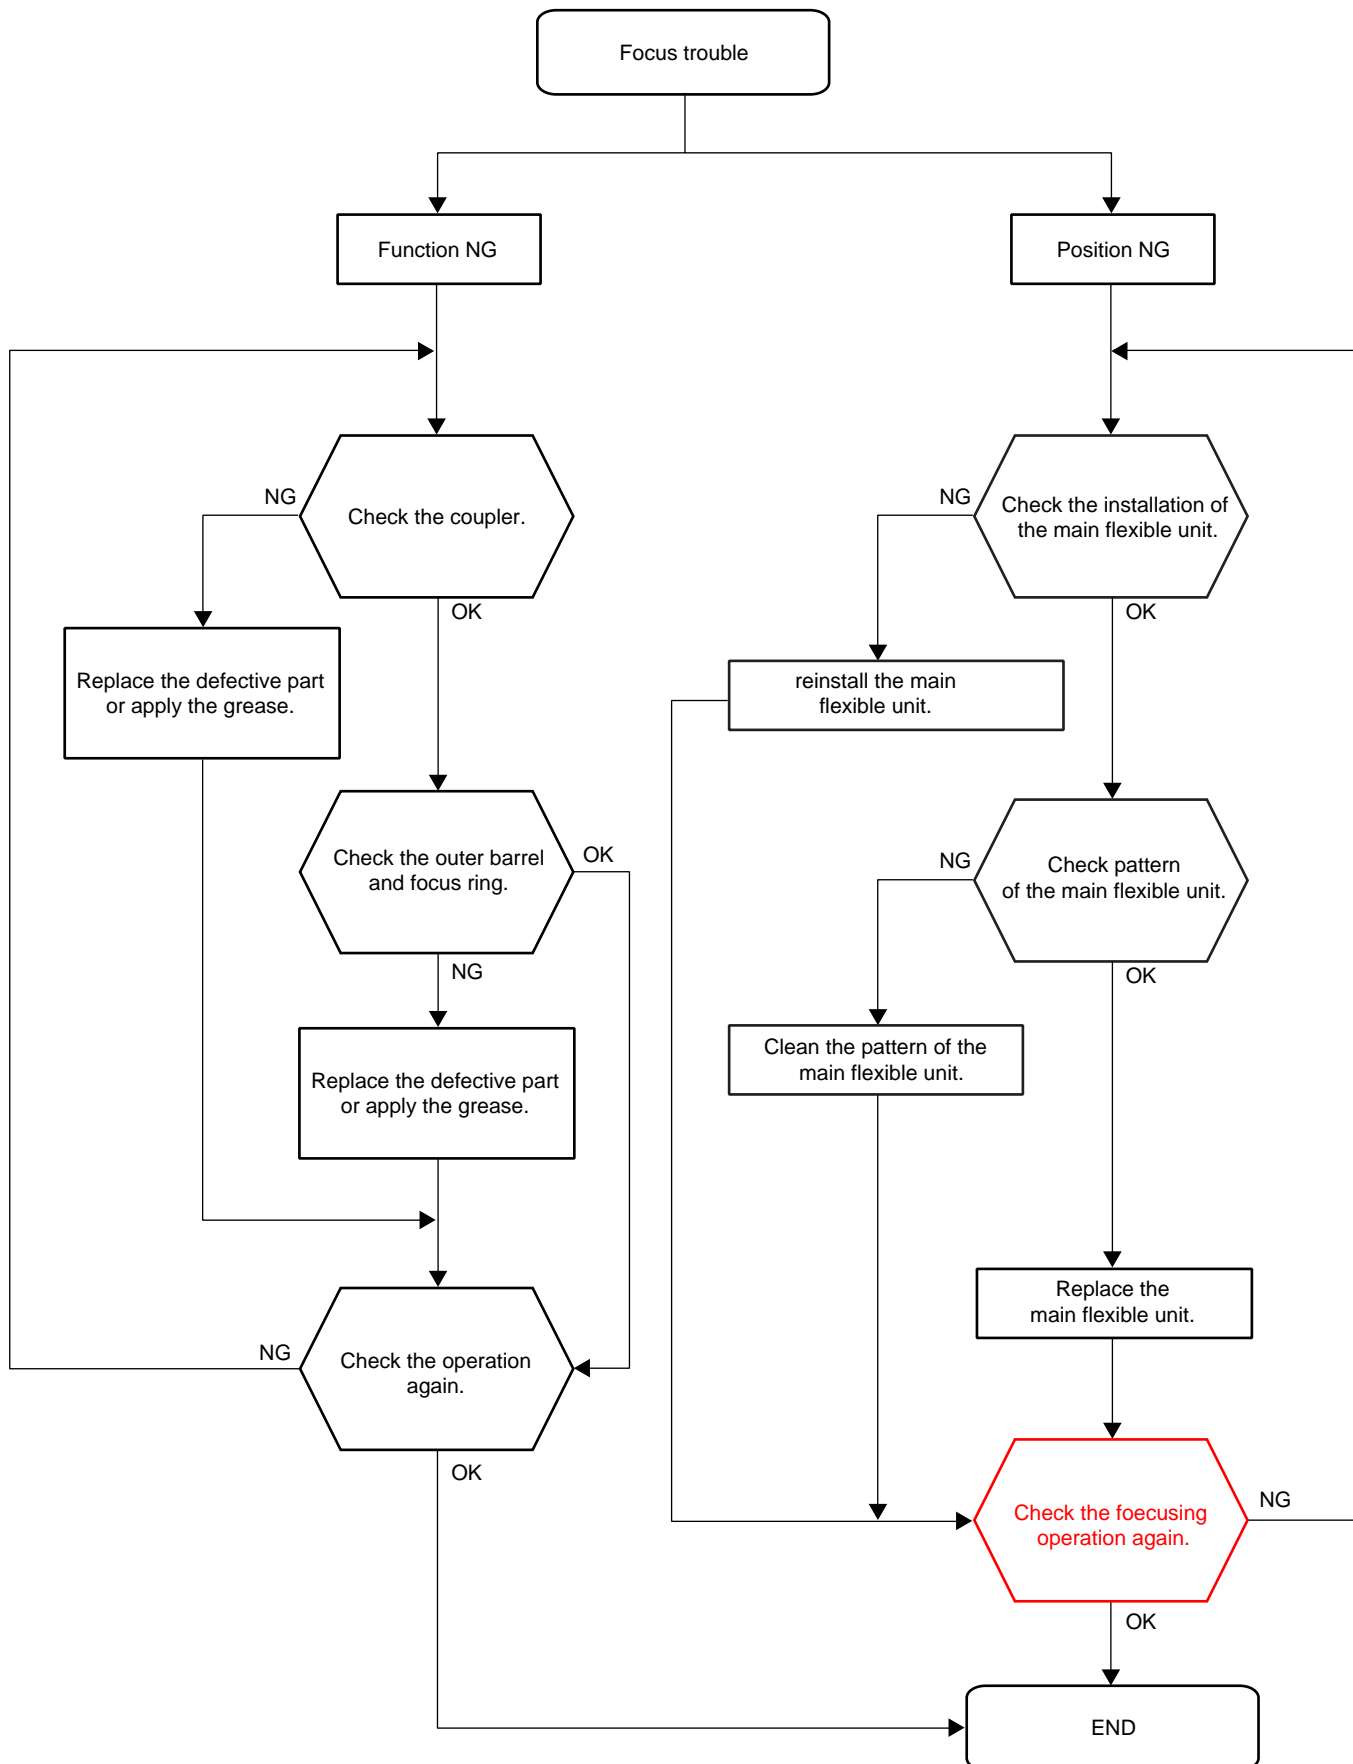 Focus trouble
Function NG
Position NG
NG
Check the coupler.
OK
Replace the defective part
or apply the grease.
Check the outer barrel
and focus ring.
OK
NG
Replace the defective part
or apply the grease.
NG
Check the operation
again.
OK
NG
Check the installation of
the main flexible unit.
OK
reinstall the main
flexible unit.
NG
Check pattern
of the main flexible unit.
OK
Clean the pattern of the
main flexible unit.
Replace the
main flexible unit.
Check the foecusing
operation again.
NG
OK
END